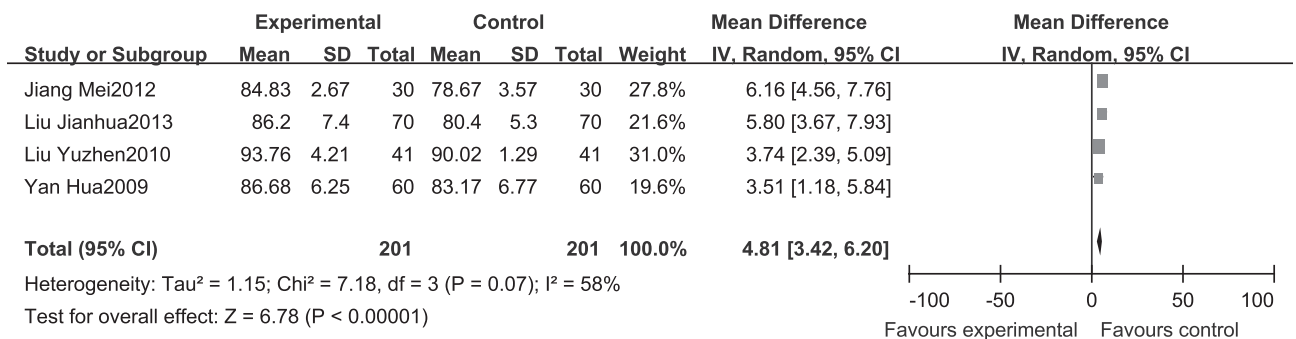 Experimental Control Mean Difference Mean Difference
Study or Subgroup Mean SD Total Mean SD Total Weight IV, Random, 95% CI IV, Random, 95% CI
Jiang Mei2012 84.83 2.67 30 78.67 3.57 30 27.8% 6.16 [4.56, 7.76]
Liu Jianhua2013 86.2 7.4 70 80.4 5.3 70 21.6% 5.80 [3.67, 7.93]
Liu Yuzhen2010 93.76 4.21 41 90.02 1.29 41 31.0% 3.74 [2.39, 5.09]
Yan Hua2009 86.68 6.25 60 83.17 6.77 60 19.6% 3.51 [1.18, 5.84]
Total (95% CI) 201 201 100.0% 4.81 [3.42, 6.20]
Heterogeneity: Tau² = 1.15; Chi² = 7.18, df = 3 (P = 0.07); I² = 58%
Test for overall effect: Z = 6.78 (P < 0.00001)
-100 -50 0 50 100
Favours experimental Favours control